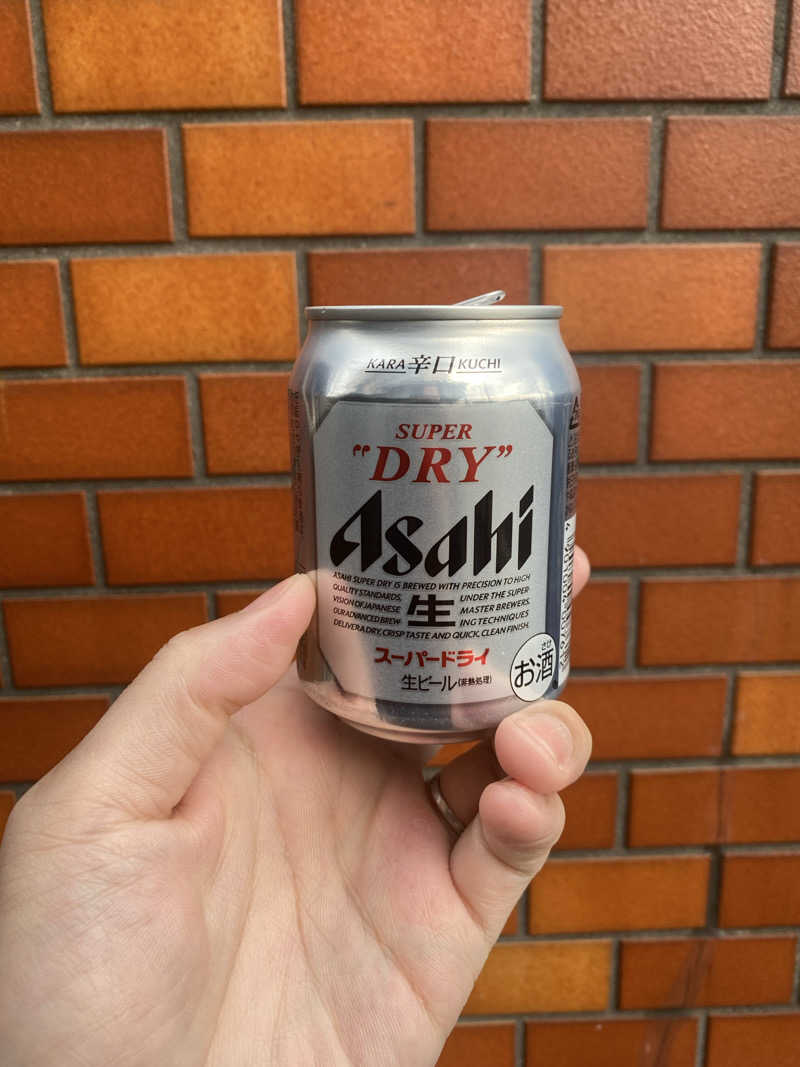 KARA 辛口 KUCHI
SUPER
"DRY"
Asahi
ASAHI SUPER DRY IS BREWED WITH PRECISION TO HIGH
QUALITY STANDARDS, UNDER THE SUPER-
VISION OF JAPANESE 生 MASTER BREWERS.
OUR ADVANCED BREW- ING TECHNIQUES
DELIVER A DRY, CRISP TASTE AND QUICK, CLEAN FINISH.
スーパードライ
生ビール(非熱処理)
さけ
お酒